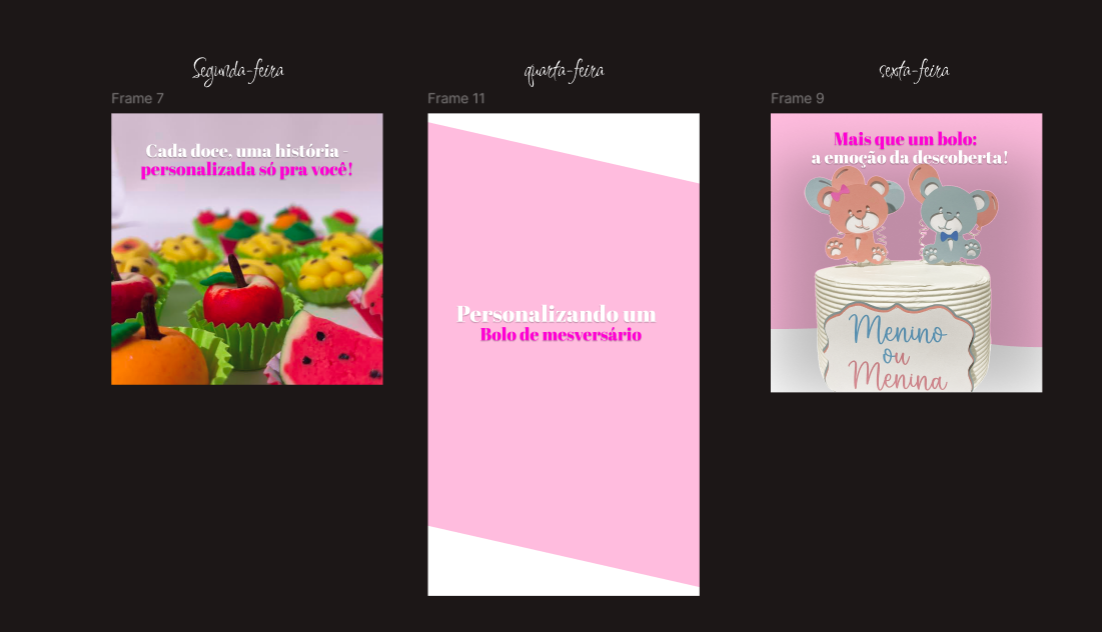 Segunda-feira
Frame 7
Cada doce, uma história -
personalizada só pra você!
quarta-feira
Frame 11
Personalizando um
Bolo de mesversário
sexta-feira
Frame 9
Mais que um bolo:
a emoção da descoberta!
Menino
ou
Menina